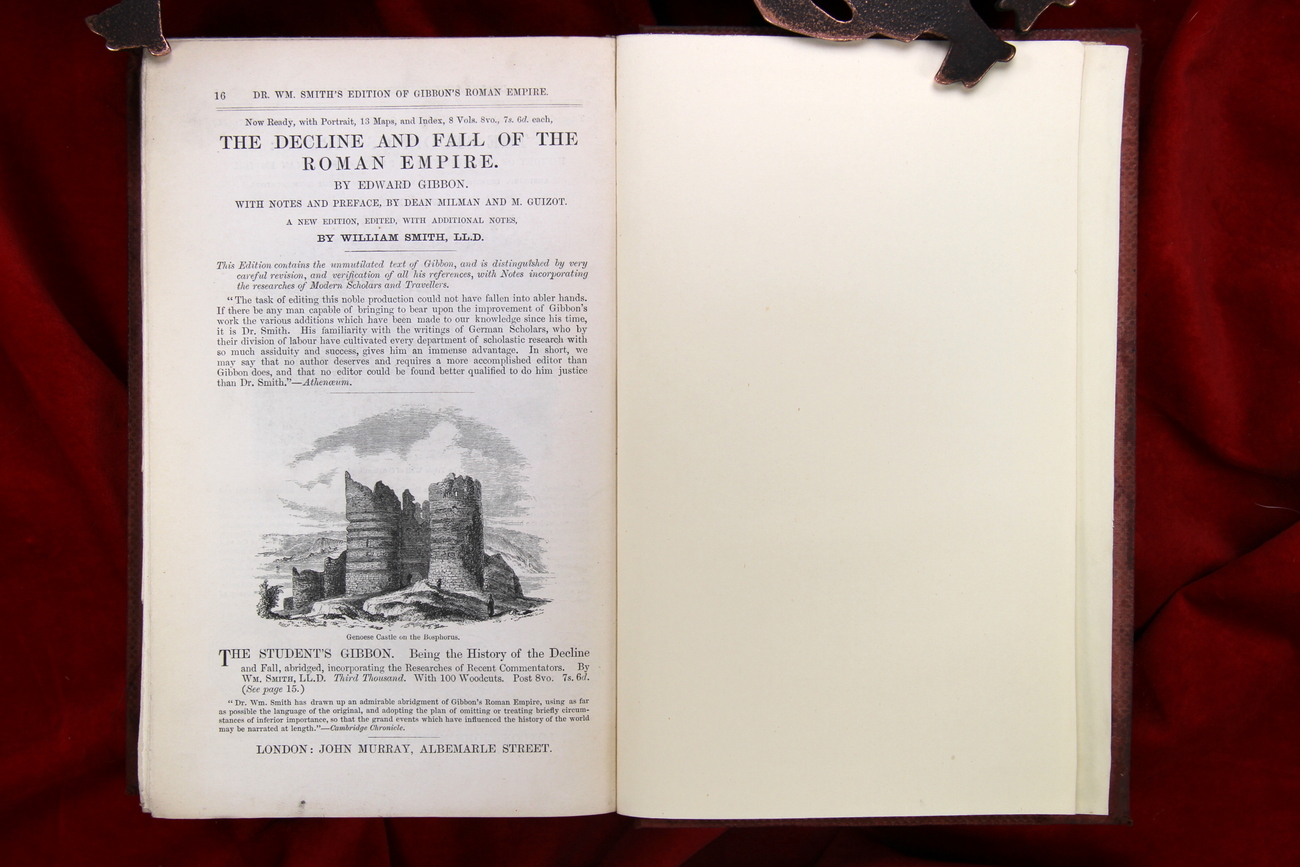 16 DR. WM. SMITH'S EDITION OF GIBBON'S ROMAN EMPIRE.
Now Ready, with Portrait, 13 Maps, and Index, 8 Vols. 8vo., 7s. 6d. each,
THE DECLINE AND FALL OF THE
ROMAN EMPIRE.
BY EDWARD GIBBON.
WITH NOTES AND PREFACE, BY DEAN MILMAN AND M. GUIZOT.
A NEW EDITION, EDITED, WITH ADDITIONAL NOTES,
BY WILLIAM SMITH, LL.D.
This Edition contains the unmutilated text of Gibbon, and is distinguished by very
careful revision, and verification of all his references, with Notes incorporating
the researches of Modern Scholars and Travellers.
“The task of editing this noble production could not have fallen into abler hands.
If there be any man capable of bringing to bear upon the improvement of Gibbon's
work the various additions which have been made to our knowledge since his time,
it is Dr. Smith. His familiarity with the writings of German Scholars, who by
their division of labour have cultivated every department of scholastic research with
so much assiduity and success, gives him an immense advantage. In short, we
may say that no author deserves and requires a more accomplished editor than
Gibbon does, and that no editor could be found better qualified to do him justice
than Dr. Smith.”—Athenæum.
Genoese Castle on the Bosphorus.
THE STUDENT'S GIBBON. Being the History of the Decline
and Fall, abridged, incorporating the Researches of Recent Commentators. By
WM. SMITH, LL.D. Third Thousand. With 100 Woodcuts. Post 8vo. 7s. 6d.
(See page 15.)
“Dr. Wm. Smith has drawn up an admirable abridgment of Gibbon's Roman Empire, using as far
as possible the language of the original, and adopting the plan of omitting or treating briefly circum-
stances of inferior importance, so that the grand events which have influenced the history of the world
may be narrated at length.”—Cambridge Chronicle.
LONDON: JOHN MURRAY, ALBEMARLE STREET.